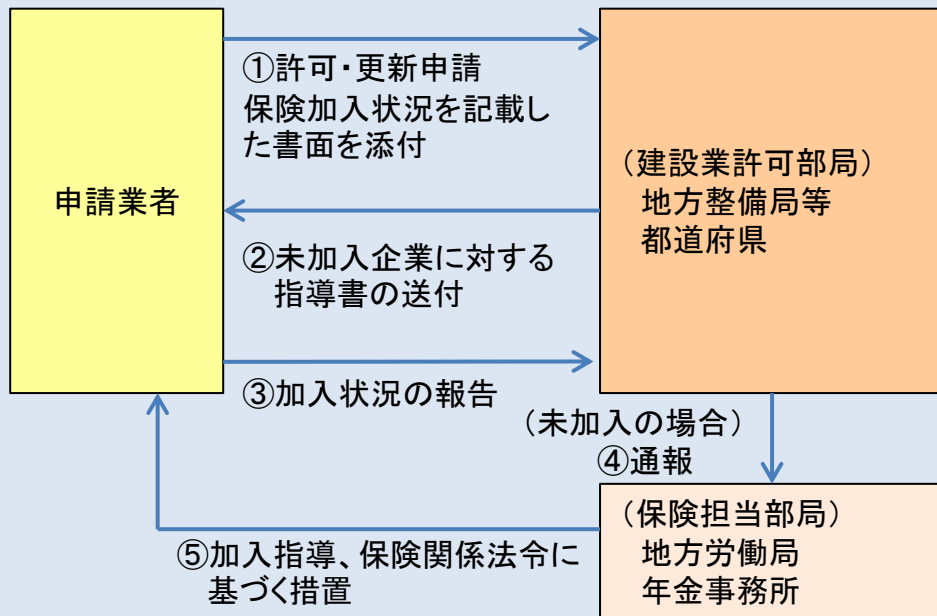 申請業者
①許可・更新申請
保険加入状況を記載し
た書面を添付
（建設業許可部局）
地方整備局等
都道府県
②未加入企業に対する
指導書の送付
③加入状況の報告
（未加入の場合）
④通報
（保険担当部局）
地方労働局
年金事務所
⑤加入指導、保険関係法令に
基づく措置